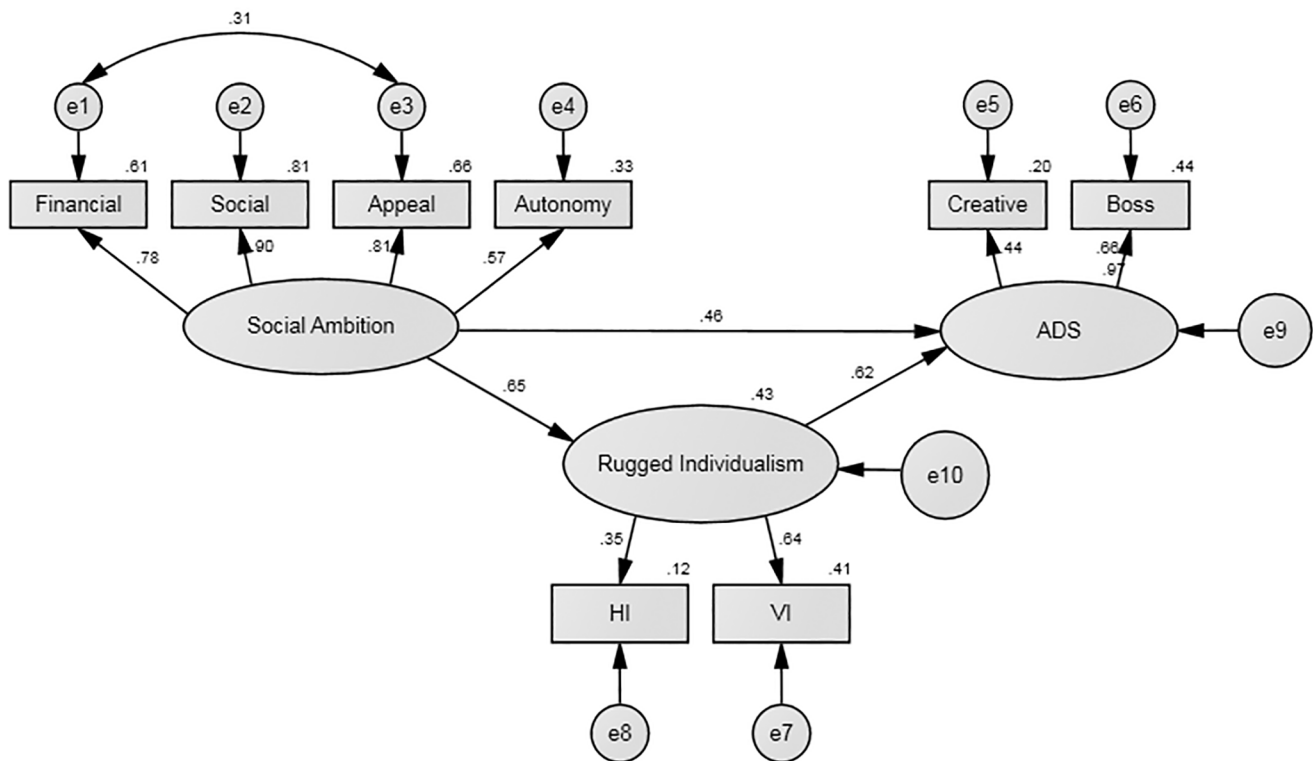 .31
e1
e2
e3
e4
e5
e6
.61
.81
.66
.33
.20
.44
Financial
Social
Appeal
Autonomy
Creative
Boss
.78
.90
.81
.57
.44
.66
.97
Social Ambition
.46
ADS
e9
.65
.62
.43
Rugged Individualism
e10
.35
.64
.12
.41
HI
VI
e8
e7